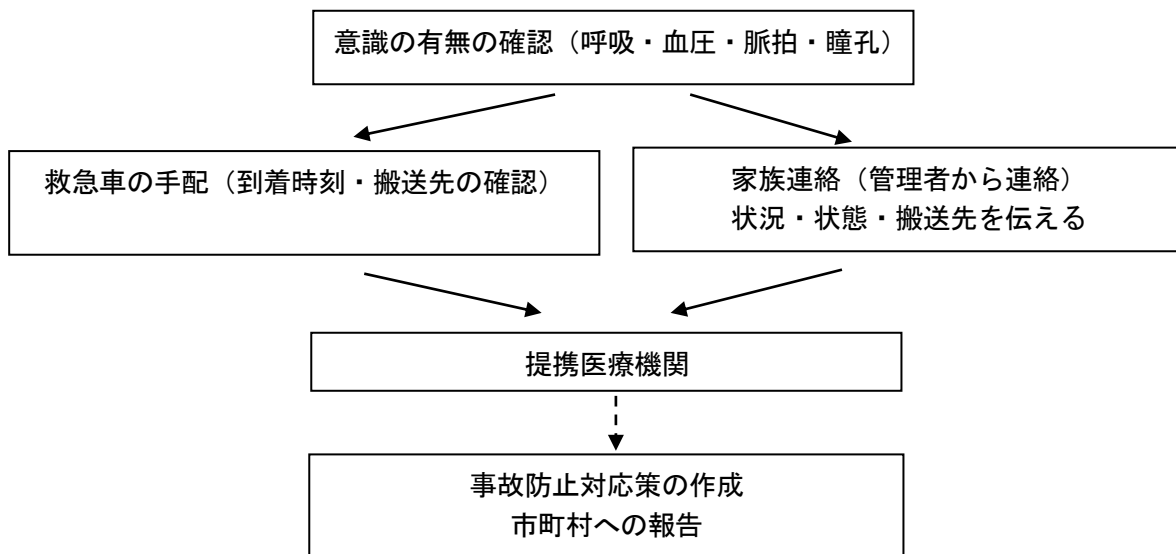 意識の有無の確認（呼吸・血圧・脈拍・瞳孔）
救急車の手配（到着時刻・搬送先の確認）
家族連絡（管理者から連絡）
状況・状態・搬送先を伝える
提携医療機関
事故防止対応策の作成
市町村への報告